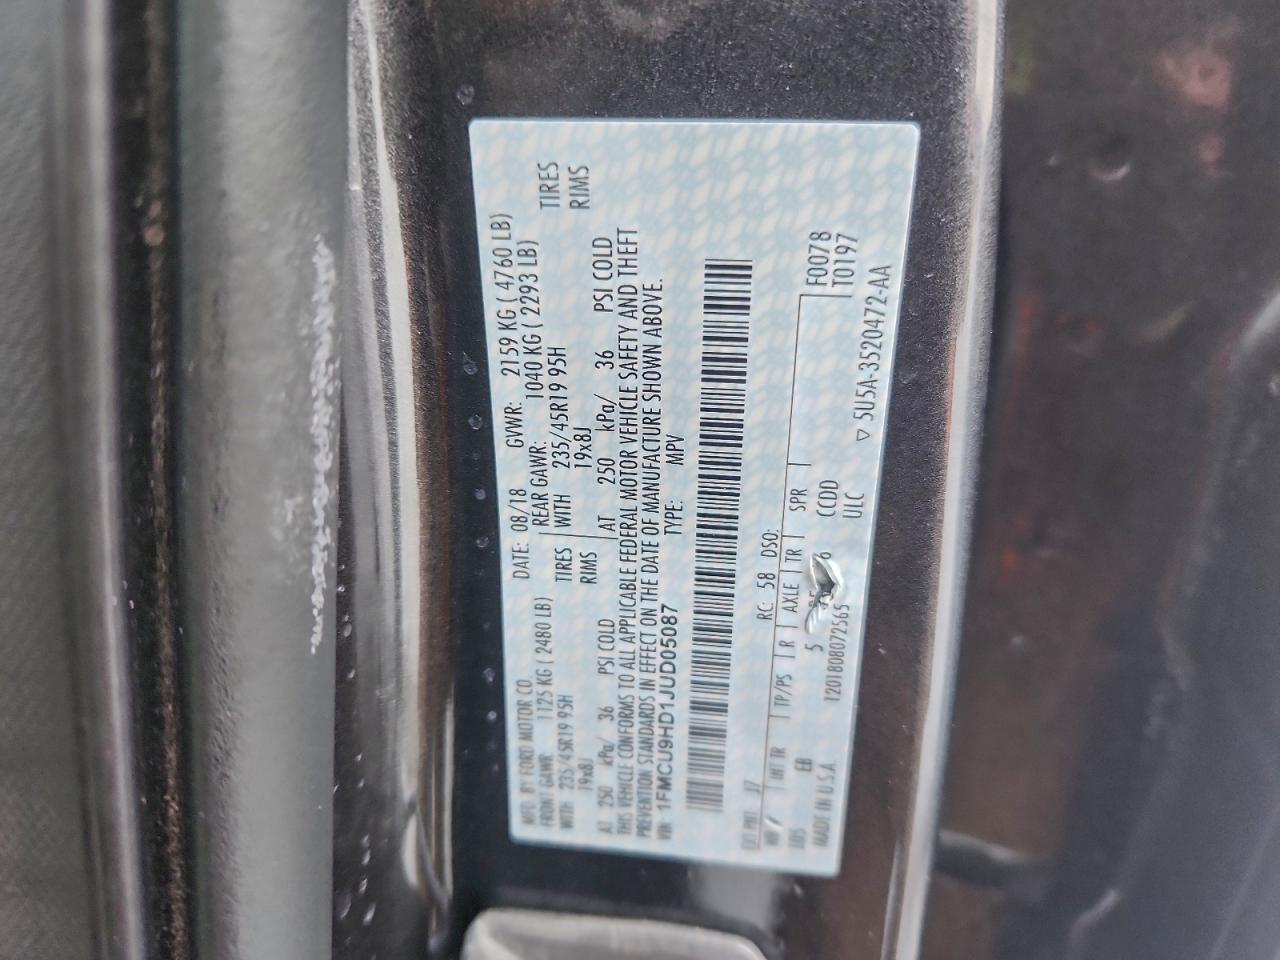 MFD. BY FORD MOTOR CO. DATE: 08/18 GVWR: 2159 KG ( 4760 LB)
FRONT GAWR: 1125 KG ( 2480 LB) REAR GAWR: 1040 KG ( 2293 LB)
WITH 235/45R19 95H TIRES WITH 235/45R19 95H TIRES
19x8J RIMS 19x8J RIMS
AT 250 kPa/ 36 PSI COLD AT 250 kPa/ 36 PSI COLD
THIS VEHICLE CONFORMS TO ALL APPLICABLE FEDERAL MOTOR VEHICLE SAFETY AND THEFT
PREVENTION STANDARDS IN EFFECT ON THE DATE OF MANUFACTURE SHOWN ABOVE.
VIN: 1FMCU9HD1JUD05087 TYPE: MPV
EXT PNT: J7 RC: 58 DSO:
WB INT TR TP/PS R AXLE TR SPR F0078
EB 5 6 CCDD T0197
MADE IN U.S.A. 1201808072565 ULC
▽ 5U5A-3520472-AA